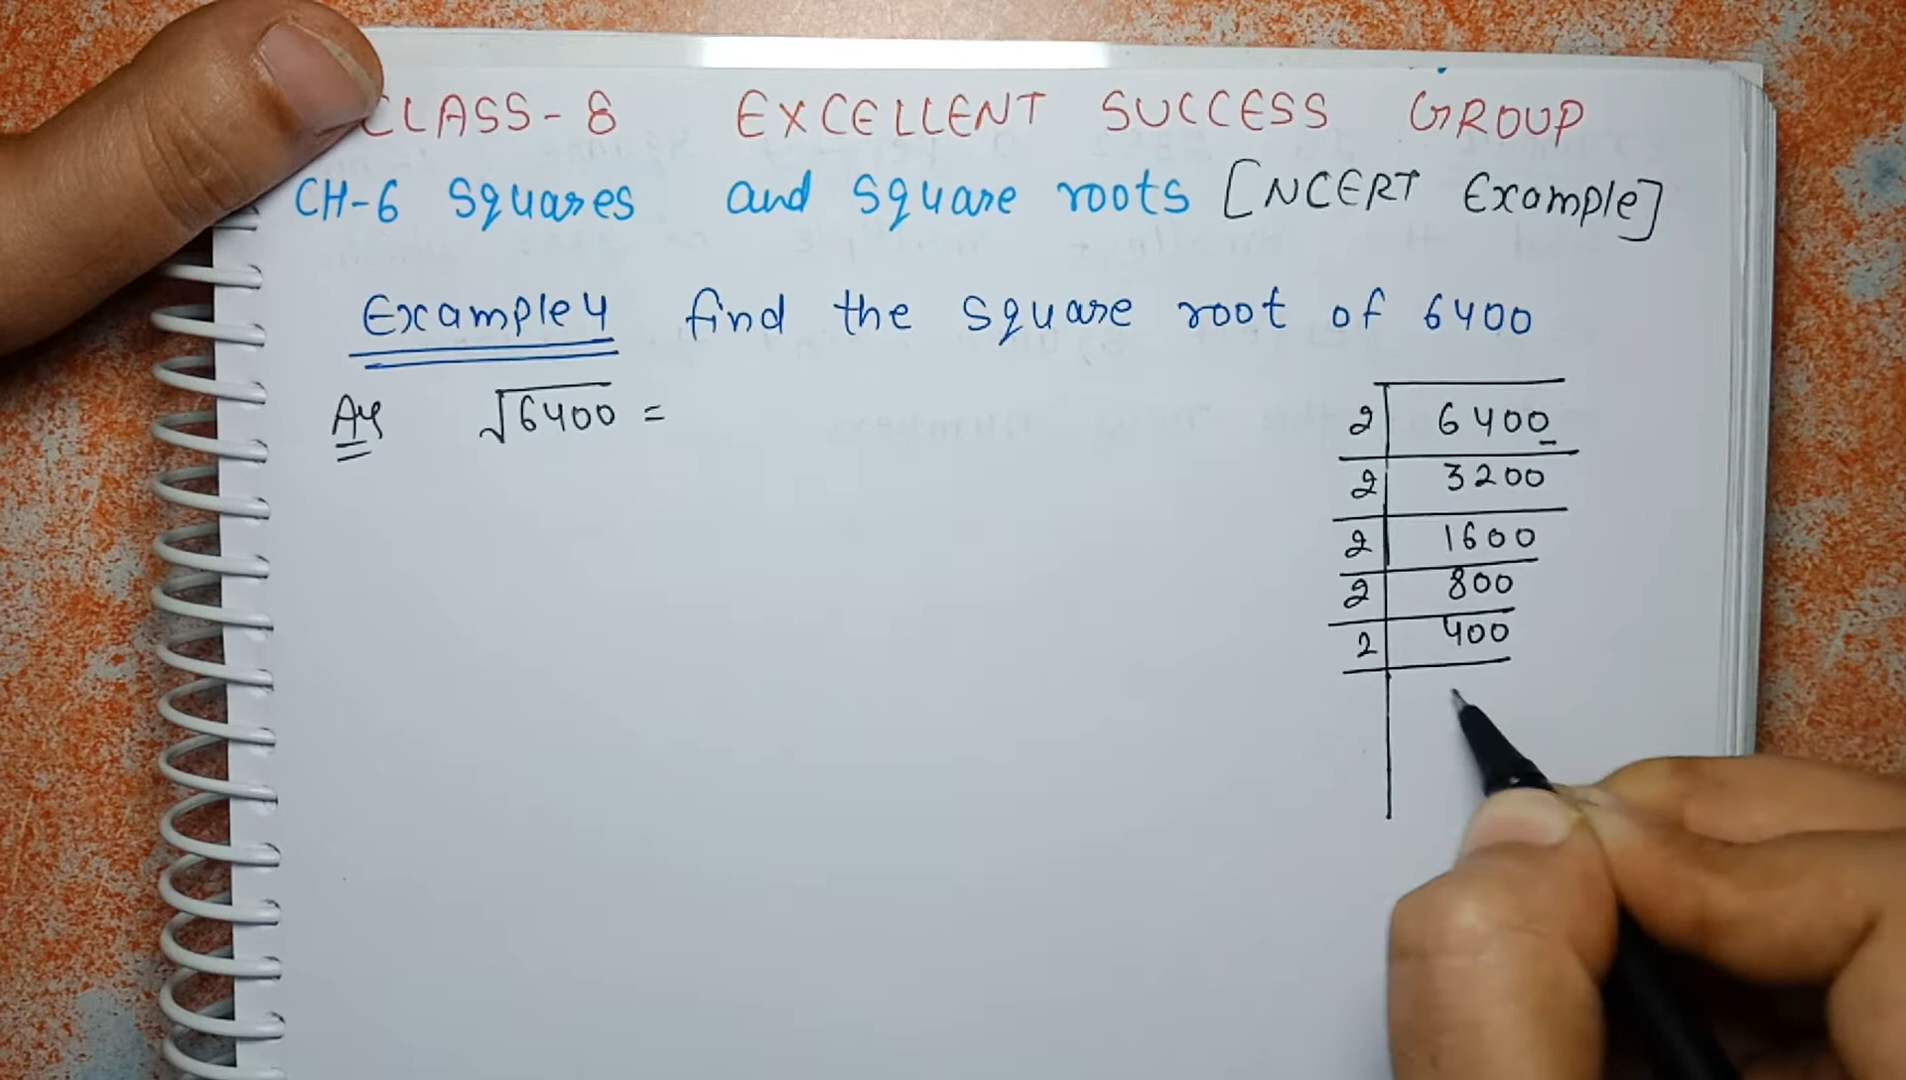 CLASS-8 EXCELLENT SUCCESS GROUP
CH-6 Squares and square roots [NCERT Example]
Example 4 find the square root of 6400
√6400 =
2 | 6400
2 | 3200
2 | 1600
2 | 800
2 | 400